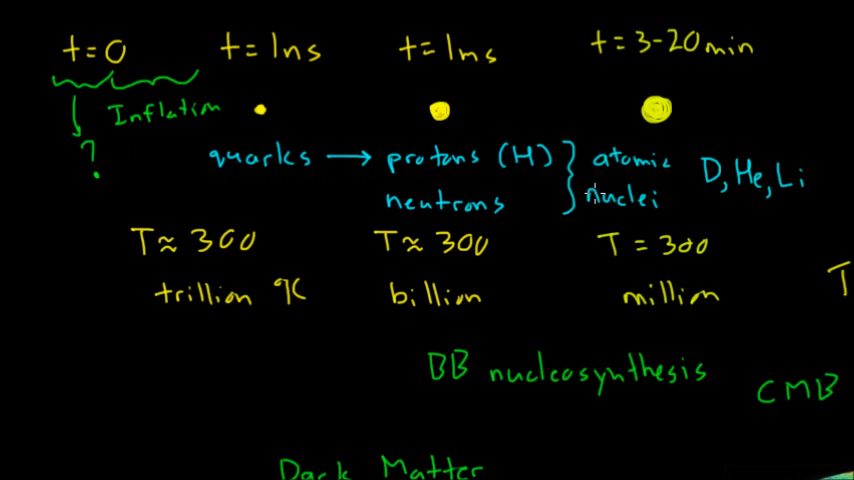 t=0 t=1ns t=1ms t=3-20min
Inflation
?
quarks → protons (H) } atomic D, He, Li
neutrons nuclei
T≈300 T≈300 T=300 T
trillion °C billion million
BB nucleosynthesis
CMB
Dark Matter